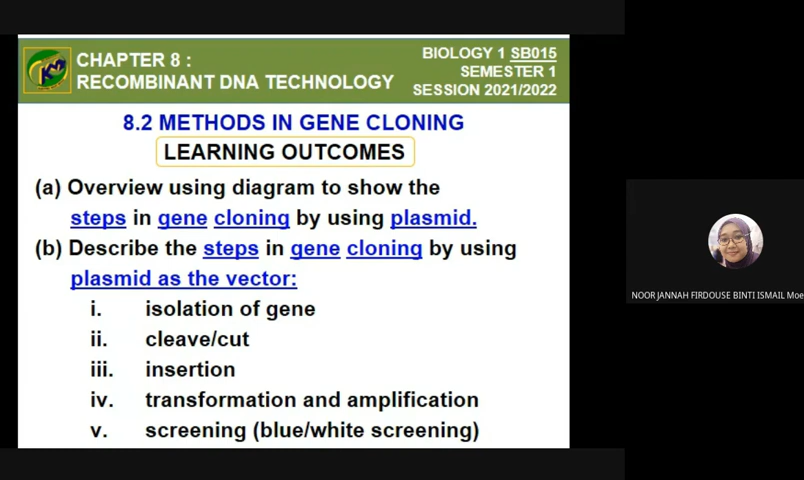 CHAPTER 8 :
RECOMBINANT DNA TECHNOLOGY
BIOLOGY 1 SB015
SEMESTER 1
SESSION 2021/2022
8.2 METHODS IN GENE CLONING
LEARNING OUTCOMES
(a) Overview using diagram to show the
steps in gene cloning by using plasmid.
(b) Describe the steps in gene cloning by using
plasmid as the vector:
i. isolation of gene
ii. cleave/cut
iii. insertion
iv. transformation and amplification
v. screening (blue/white screening)
NOOR JANNAH FIRDOUSE BINTI ISMAIL Moe